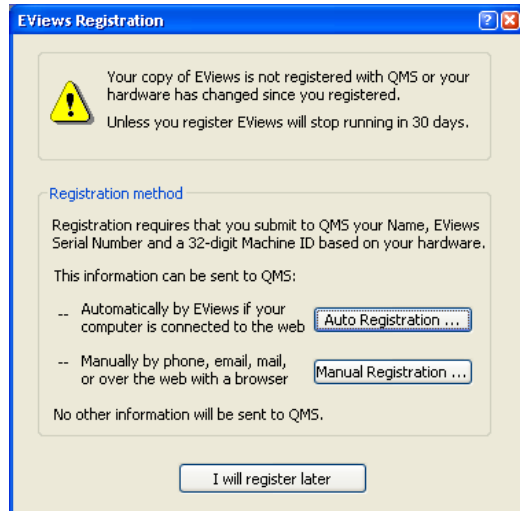 EViews Registration
Your copy of EViews is not registered with QMS or your
hardware has changed since you registered.
Unless you register EViews will stop running in 30 days.
Registration method
Registration requires that you submit to QMS your Name, EViews
Serial Number and a 32-digit Machine ID based on your hardware.
This information can be sent to QMS:
-- Automatically by EViews if your
computer is connected to the web
Auto Registration ...
-- Manually by phone, email, mail,
or over the web with a browser
Manual Registration ...
No other information will be sent to QMS.
I will register later